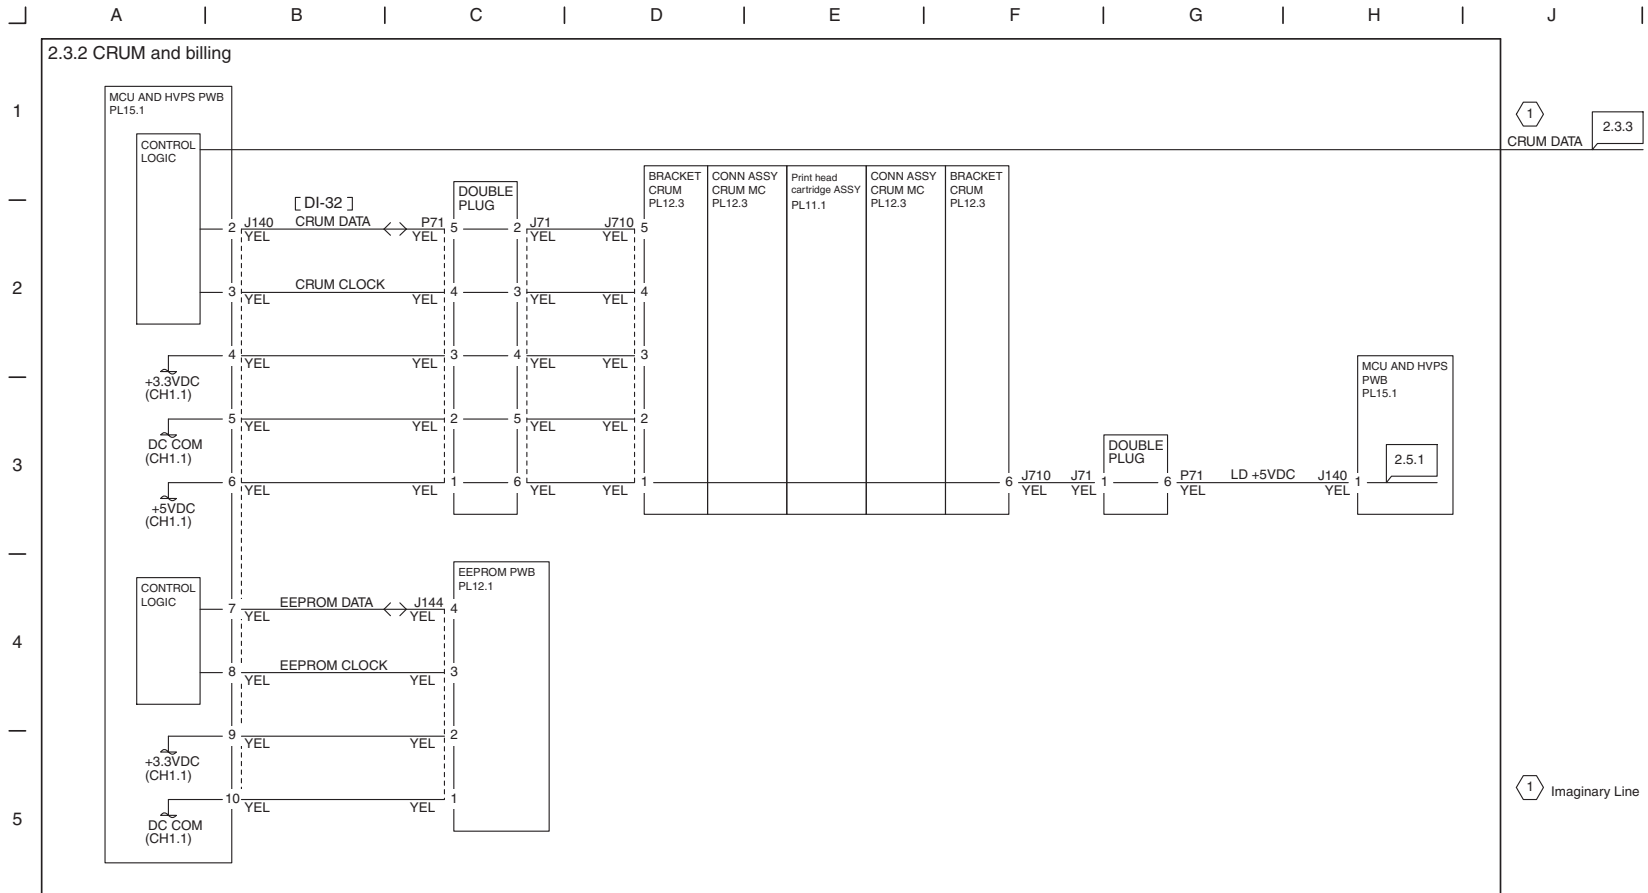 A B C D E F G H J
2.3.2 CRUM and billing
1
MCU AND HVPS PWB
PL15.1
CONTROL
LOGIC
1
CRUM DATA
2.3.3
BRACKET
CRUM
PL12.3
CONN ASSY
CRUM MC
PL12.3
Print head
cartridge ASSY
PL11.1
CONN ASSY
CRUM MC
PL12.3
BRACKET
CRUM
PL12.3
DOUBLE
PLUG
[ DI-32 ]
2 J140 CRUM DATA P71 5 2 J71 J710 5
YEL YEL YEL YEL
2
3 CRUM CLOCK 4 3 4
YEL YEL YEL YEL
4 3 4 3
YEL YEL YEL YEL
+3.3VDC
(CH1.1)
MCU AND HVPS
PWB
PL15.1
5 2 5 2
YEL YEL YEL YEL
DC COM
(CH1.1)
3
DOUBLE
PLUG
2.5.1
6 1 6 1 6 J710 J71 1 6 P71 LD +5VDC J140 1
YEL YEL YEL YEL YEL YEL YEL YEL
+5VDC
(CH1.1)
EEPROM PWB
PL12.1
CONTROL
LOGIC
7 EEPROM DATA J144 4
YEL YEL
4
8 EEPROM CLOCK 3
YEL YEL
9 2
YEL YEL
+3.3VDC
(CH1.1)
1 Imaginary Line
10 1
YEL YEL
5
DC COM
(CH1.1)